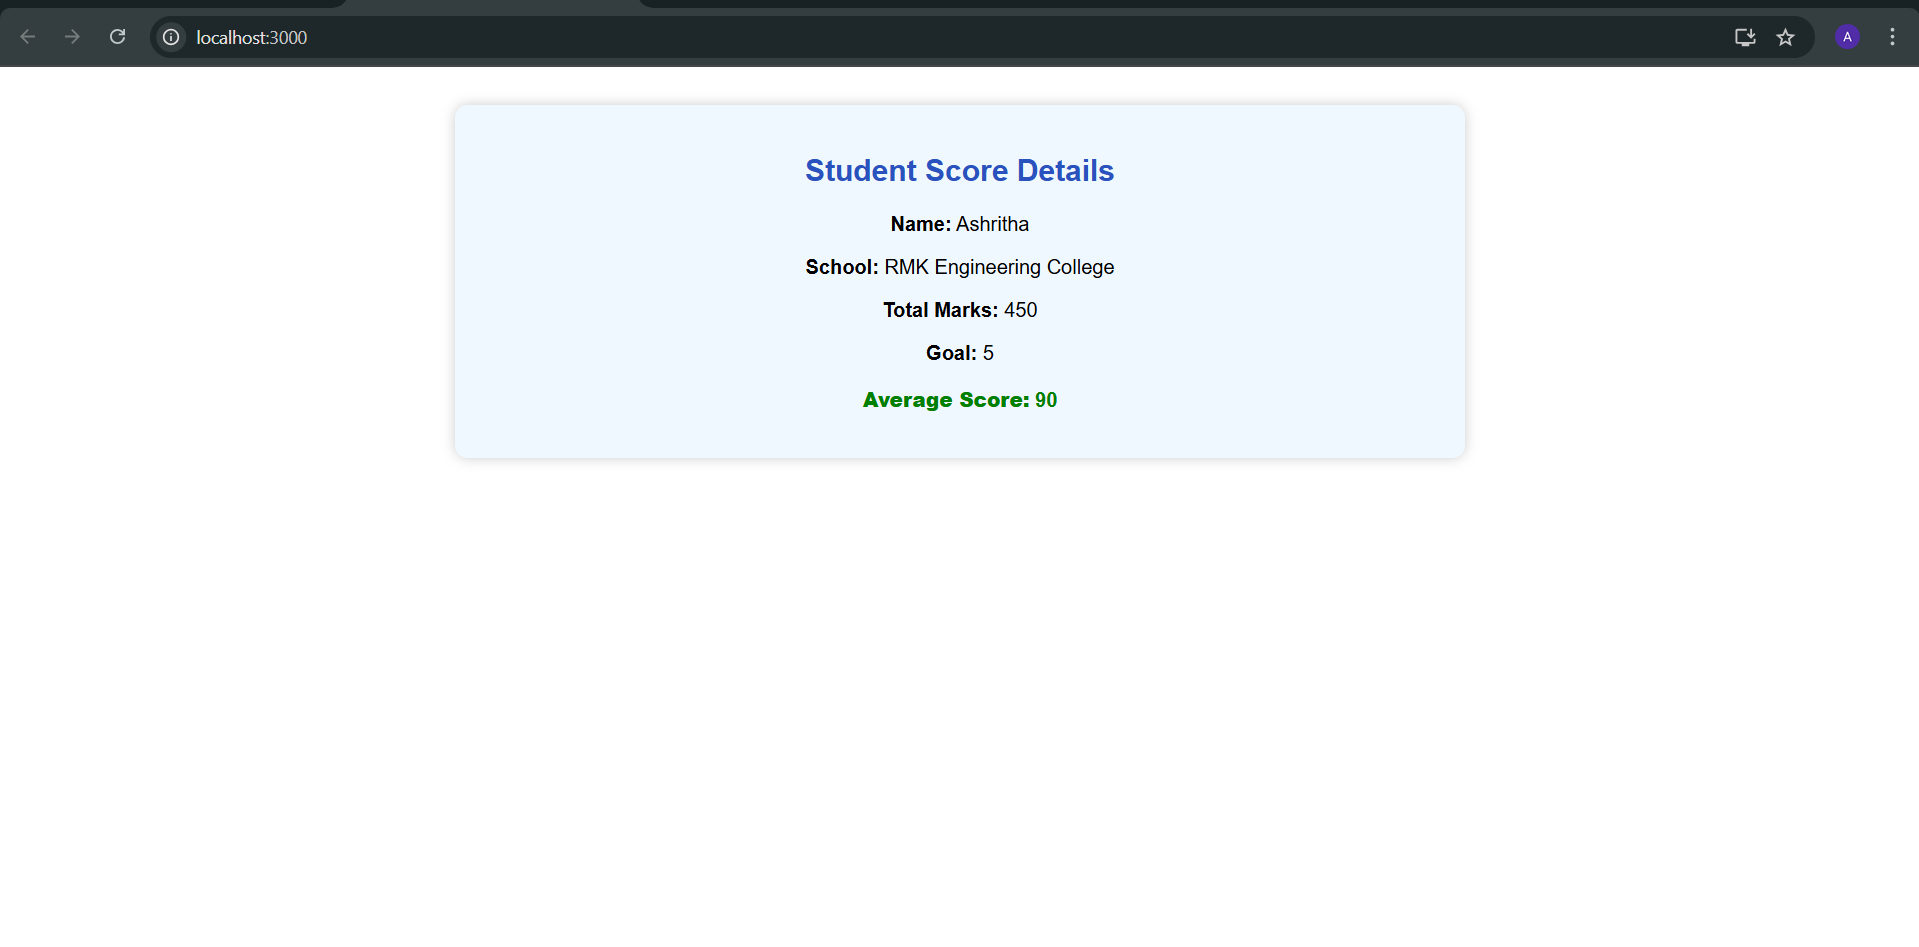 localhost:3000
A
Student Score Details
Name: Ashritha
School: RMK Engineering College
Total Marks: 450
Goal: 5
Average Score: 90